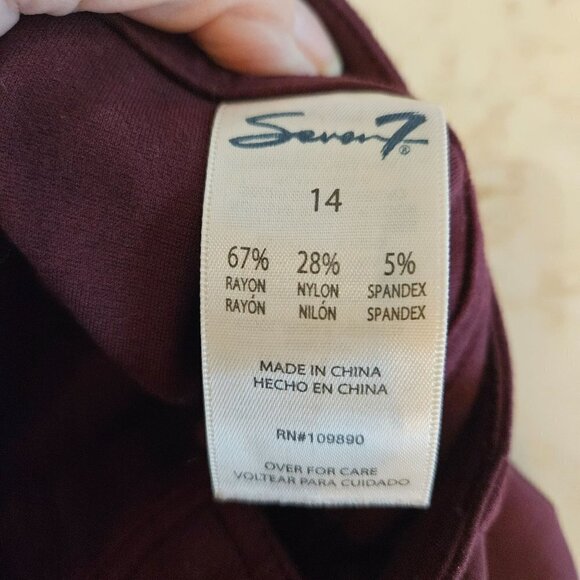 Seven7®
14
67% 28% 5%
RAYON NYLON SPANDEX
RAYÓN NILÓN SPANDEX
MADE IN CHINA
HECHO EN CHINA
RN#109890
OVER FOR CARE
VOLTEAR PARA CUIDADO